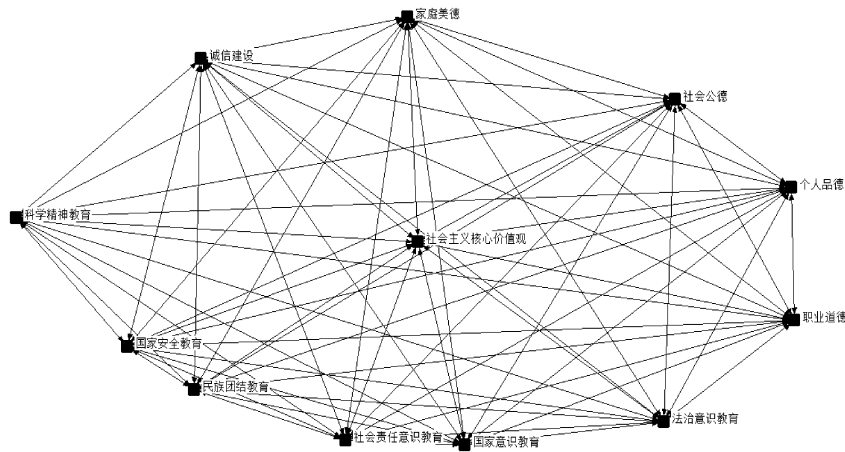 家庭美德
诚信建设
社会公德
个人品德
科学精神教育
社会主义核心价值观
职业道德
国家安全教育
民族团结教育
法治意识教育
社会责任意识教育
国家意识教育